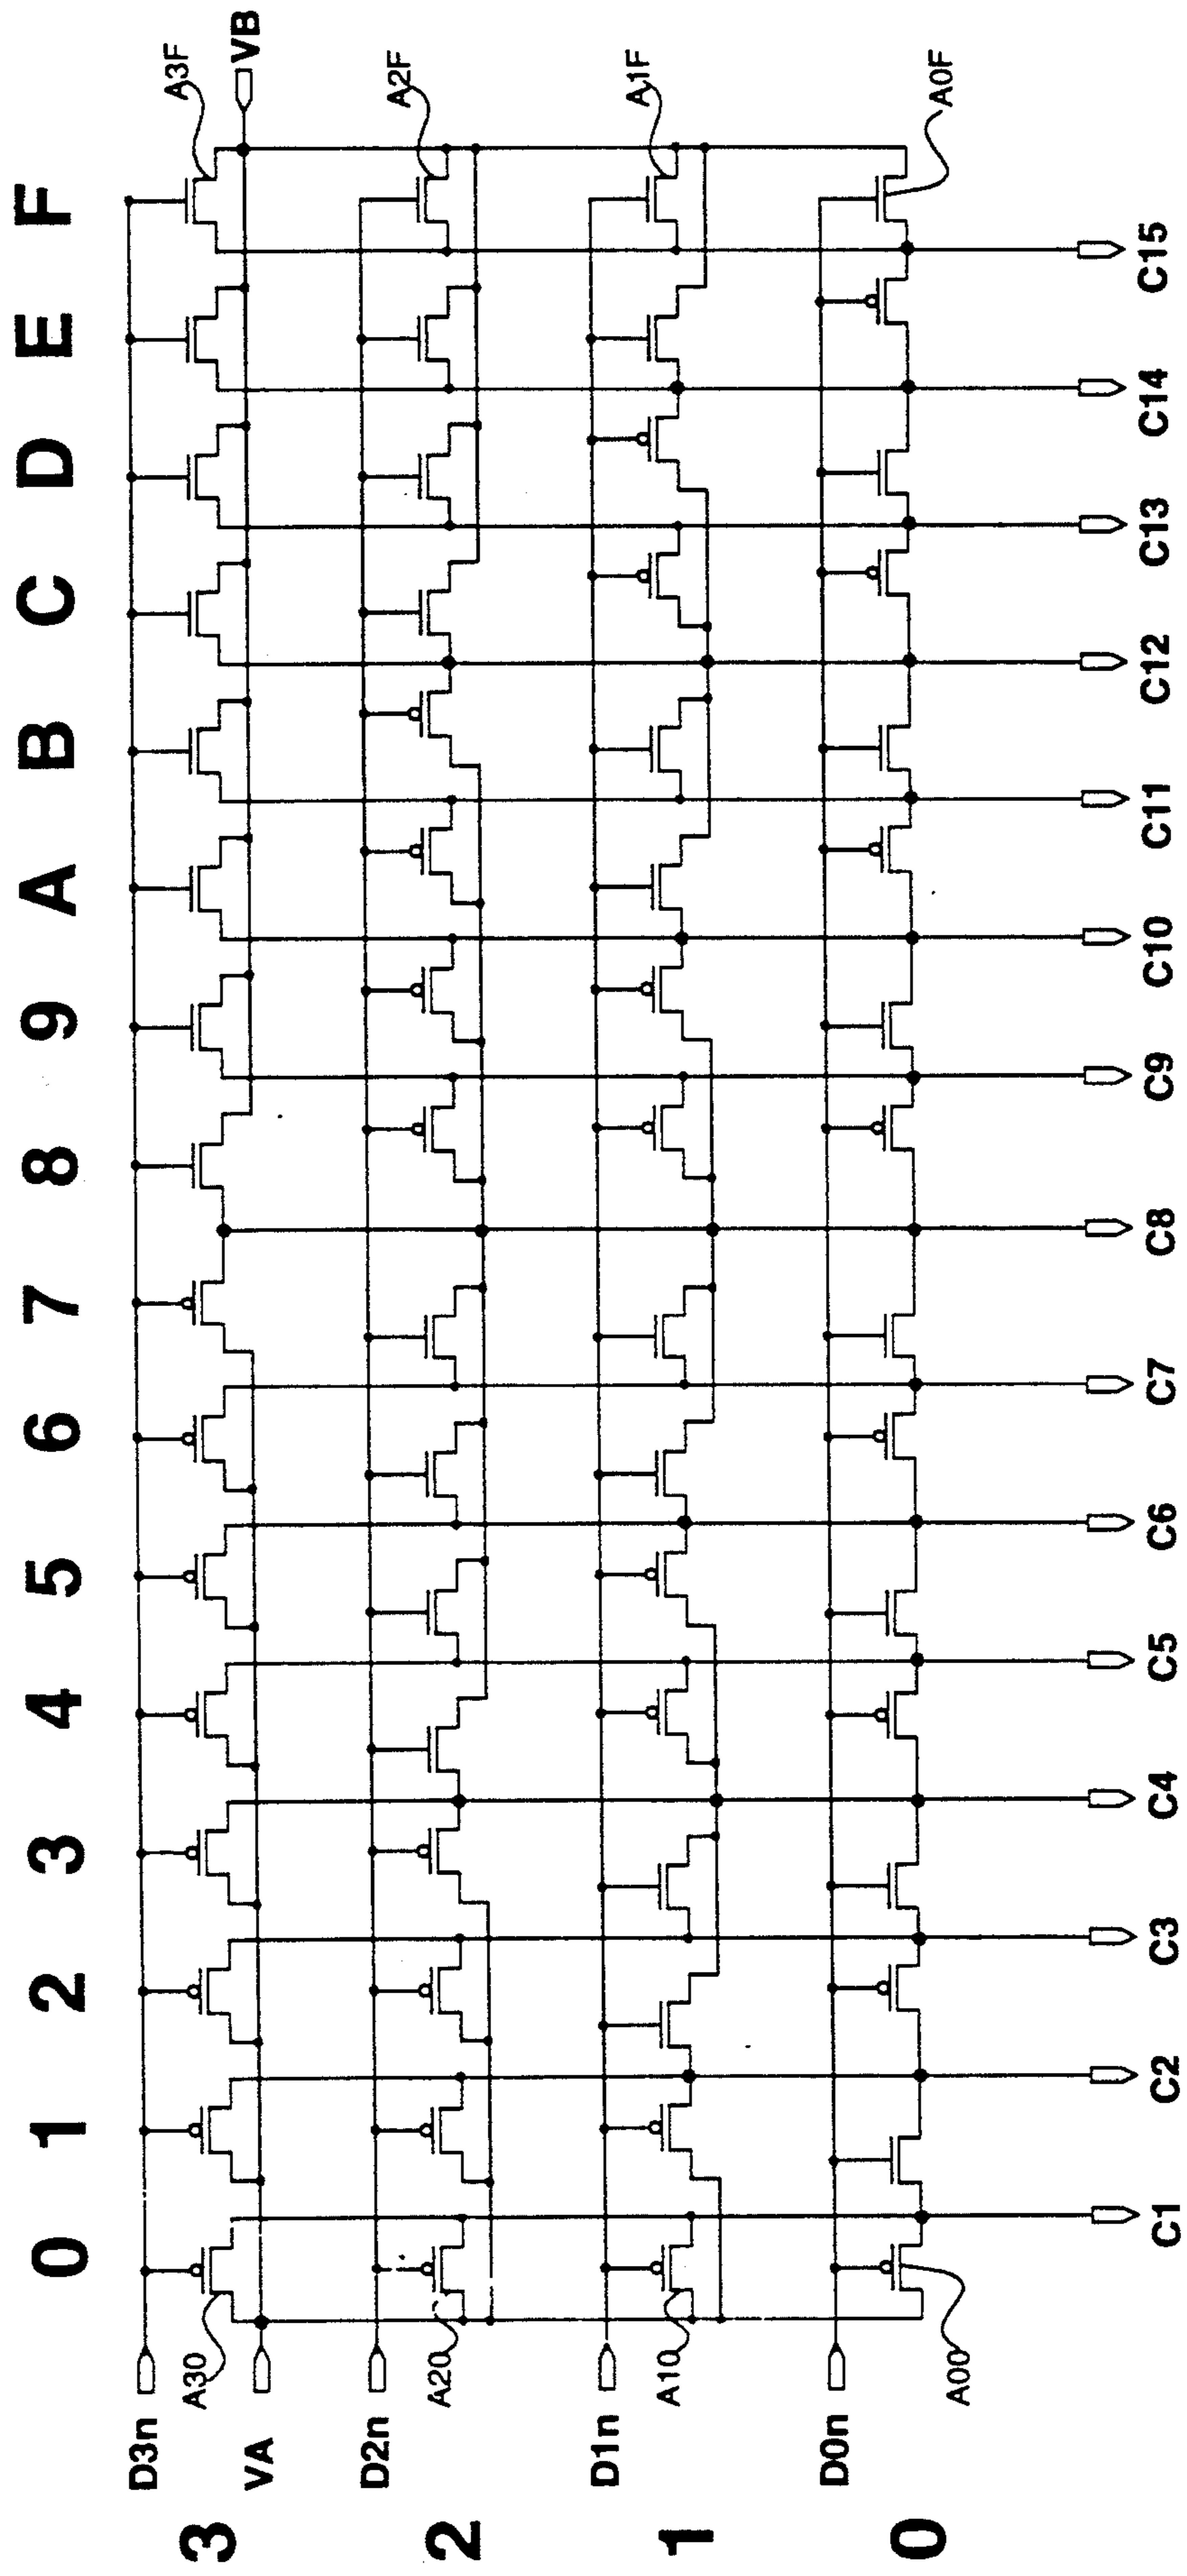 0 1 2 3 4 5 6 7 8 9 A B C D E F
3 D3n
A30
A3F
VA
VB
2 D2n
A20
A2F
1 D1n
A10
A1F
0 D0n
A00
A0F
C1 C2 C3 C4 C5 C6 C7 C8 C9 C10 C11 C12 C13 C14 C15